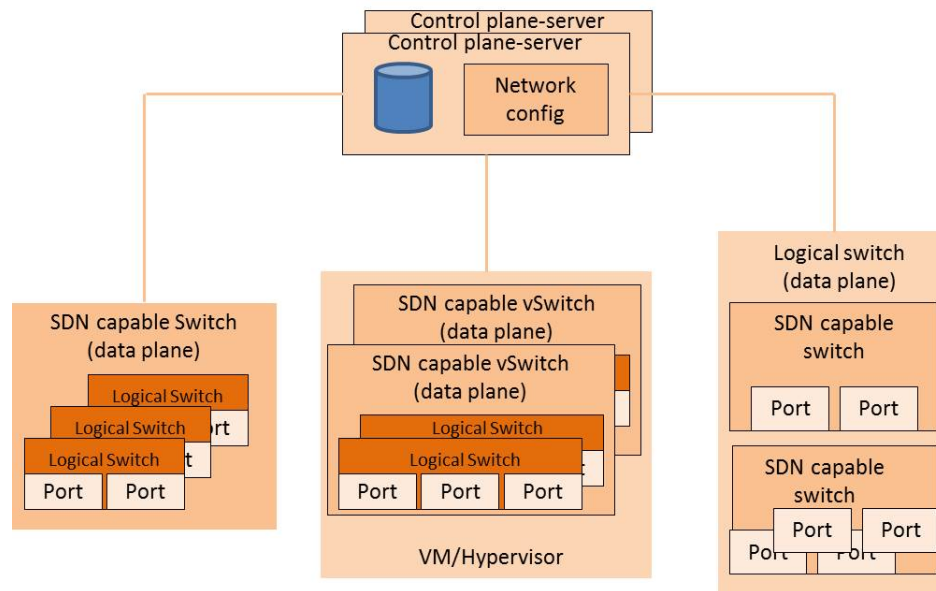 Control plane-server
Control plane-server
Network
config
SDN capable Switch
(data plane)
Logical Switch
Logical Switch
Logical Switch
Port
Port
SDN capable vSwitch
(data plane)
SDN capable vSwitch
(data plane)
Logical Switch
Logical Switch
Port
Port
Port
VM/Hypervisor
Logical switch
(data plane)
SDN capable
switch
Port
Port
SDN capable
switch
Port
Port
Port
Port